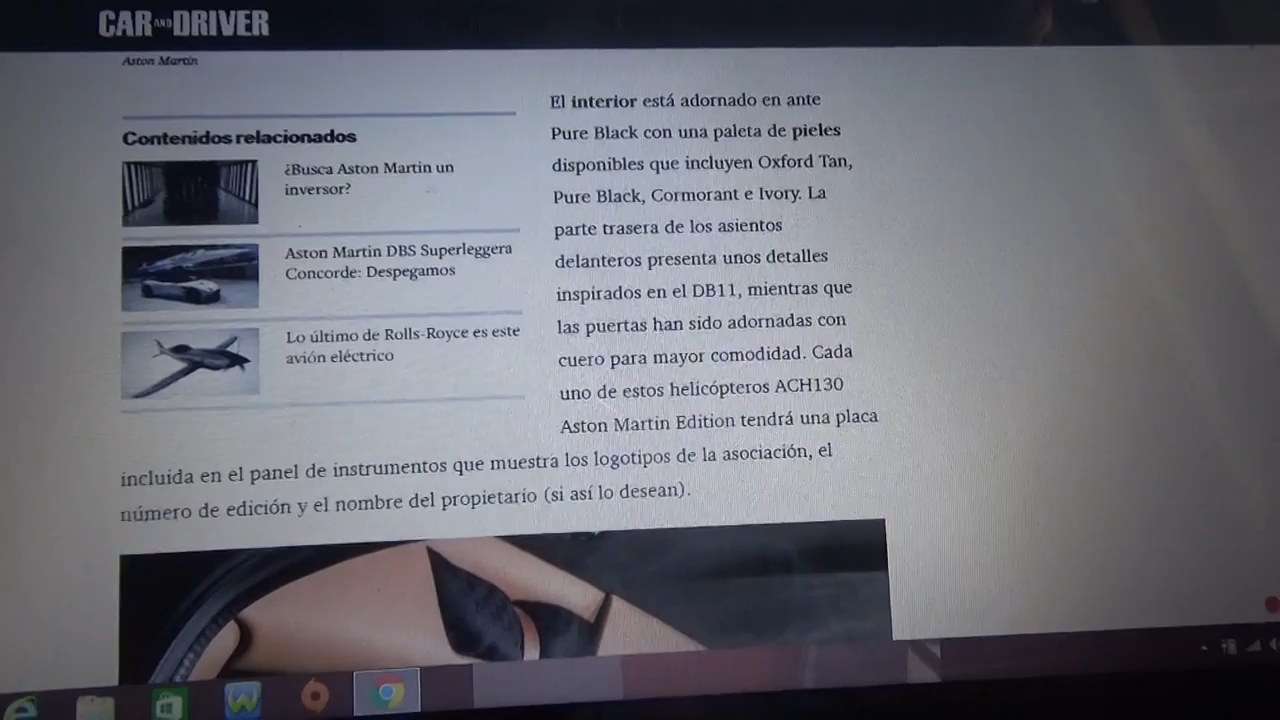 CAR AND DRIVER
Aston Martin
Contenidos relacionados
¿Busca Aston Martin un
inversor?
Aston Martin DBS Superleggera
Concorde: Despegamos
Lo último de Rolls-Royce es este
avión eléctrico
El interior está adornado en ante
Pure Black con una paleta de pieles
disponibles que incluyen Oxford Tan,
Pure Black, Cormorant e Ivory. La
parte trasera de los asientos
delanteros presenta unos detalles
inspirados en el DB11, mientras que
las puertas han sido adornadas con
cuero para mayor comodidad. Cada
uno de estos helicópteros ACH130
Aston Martin Edition tendrá una placa
incluida en el panel de instrumentos que muestra los logotipos de la asociación, el
número de edición y el nombre del propietario (si así lo desean).